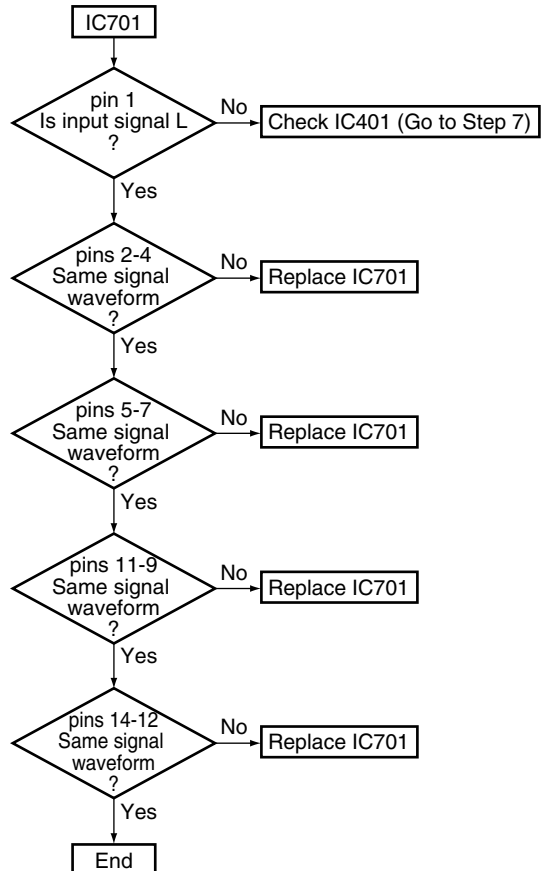 IC701
pin 1
Is input signal L
?
No
Check IC401 (Go to Step 7)
Yes
pins 2-4
Same signal
waveform
?
No
Replace IC701
Yes
pins 5-7
Same signal
waveform
?
No
Replace IC701
Yes
pins 11-9
Same signal
waveform
?
No
Replace IC701
Yes
pins 14-12
Same signal
waveform
?
No
Replace IC701
Yes
End